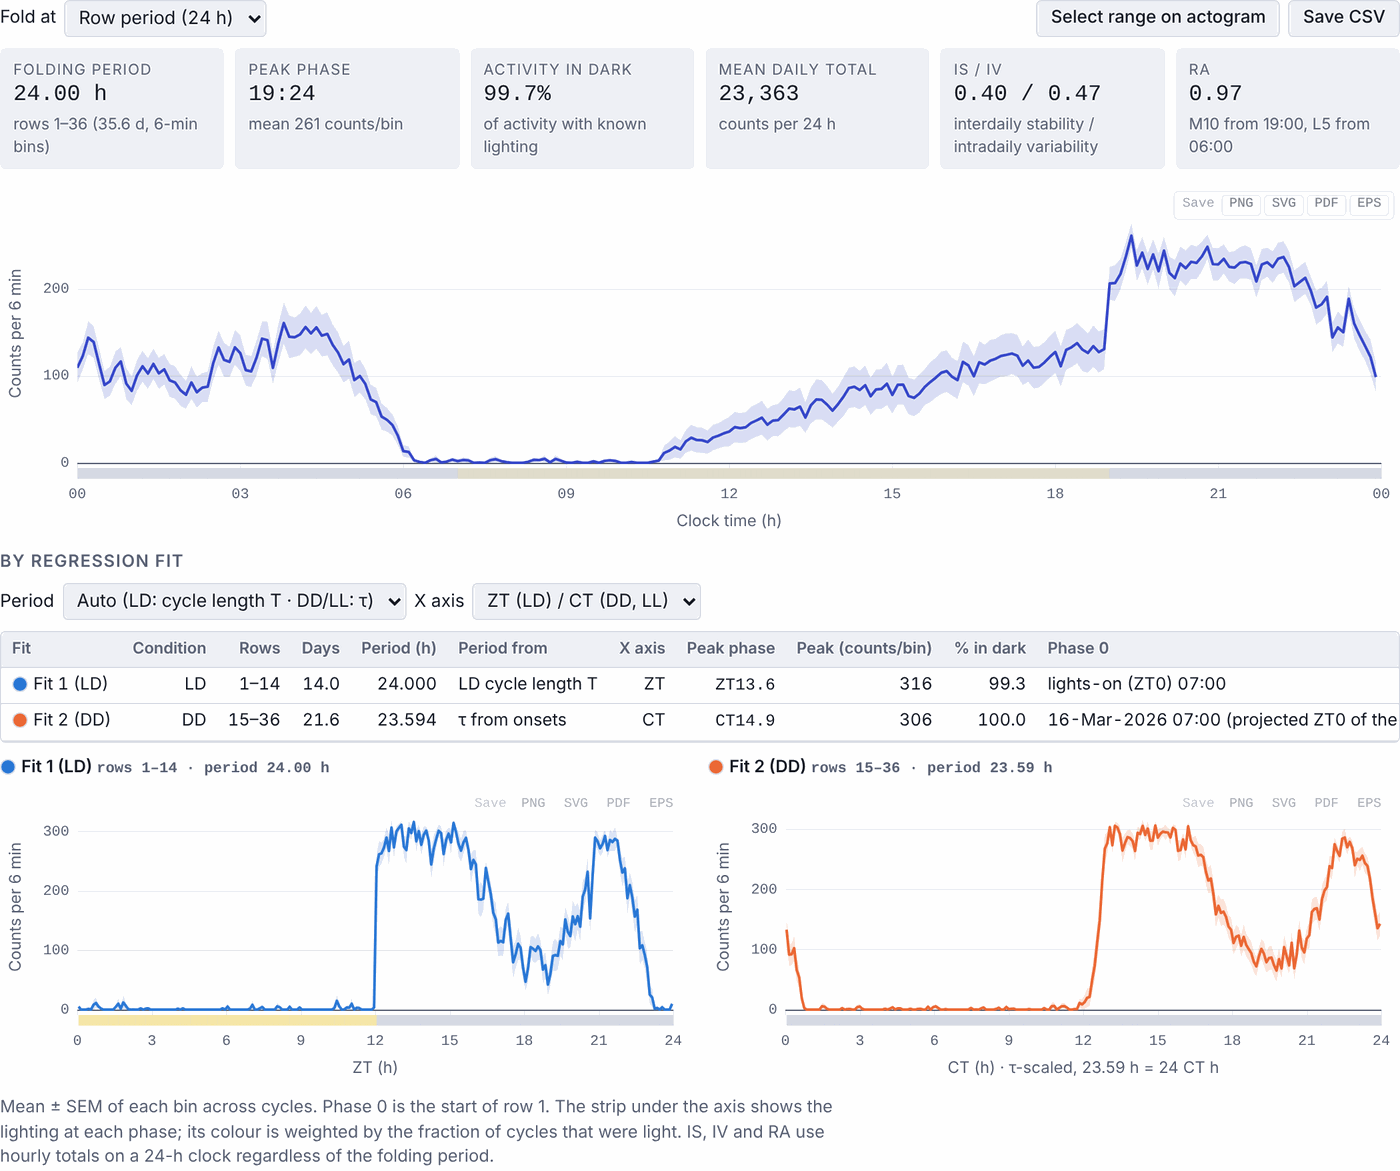 Fold at Row period (24 h) Select range on actogram Save CSV
FOLDING PERIOD
24.00 h
rows 1–36 (35.6 d, 6-min
bins)
PEAK PHASE
19:24
mean 261 counts/bin
ACTIVITY IN DARK
99.7%
of activity with known
lighting
MEAN DAILY TOTAL
23,363
counts per 24 h
IS / IV
0.40 / 0.47
interdaily stability /
intradaily variability
RA
0.97
M10 from 19:00, L5 from
06:00
Save PNG SVG PDF EPS
Counts per 6 min
200
100
0
00 03 06 09 12 15 18 21 00
Clock time (h)
BY REGRESSION FIT
Period Auto (LD: cycle length T · DD/LL: τ) X axis ZT (LD) / CT (DD, LL)
Fit Condition Rows Days Period (h) Period from X axis Peak phase Peak (counts/bin) % in dark Phase 0
Fit 1 (LD) LD 1–14 14.0 24.000 LD cycle length T ZT ZT13.6 316 99.3 lights-on (ZT0) 07:00
Fit 2 (DD) DD 15–36 21.6 23.594 τ from onsets CT CT14.9 306 100.0 16-Mar-2026 07:00 (projected ZT0 of the
Fit 1 (LD) rows 1–14 · period 24.00 h
Save PNG SVG PDF EPS
Counts per 6 min
300
200
100
0
0 3 6 9 12 15 18 21 24
ZT (h)
Fit 2 (DD) rows 15–36 · period 23.59 h
Save PNG SVG PDF EPS
Counts per 6 min
300
200
100
0
0 3 6 9 12 15 18 21 24
CT (h) · τ-scaled, 23.59 h = 24 CT h
Mean ± SEM of each bin across cycles. Phase 0 is the start of row 1. The strip under the axis shows the
lighting at each phase; its colour is weighted by the fraction of cycles that were light. IS, IV and RA use
hourly totals on a 24-h clock regardless of the folding period.